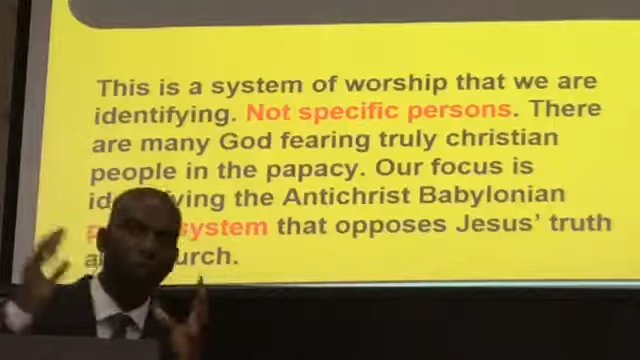 This is a system of worship that we are
identifying. Not specific persons. There
are many God fearing truly christian
people in the papacy. Our focus is
the Antichrist Babylonian
system that opposes Jesus' truth